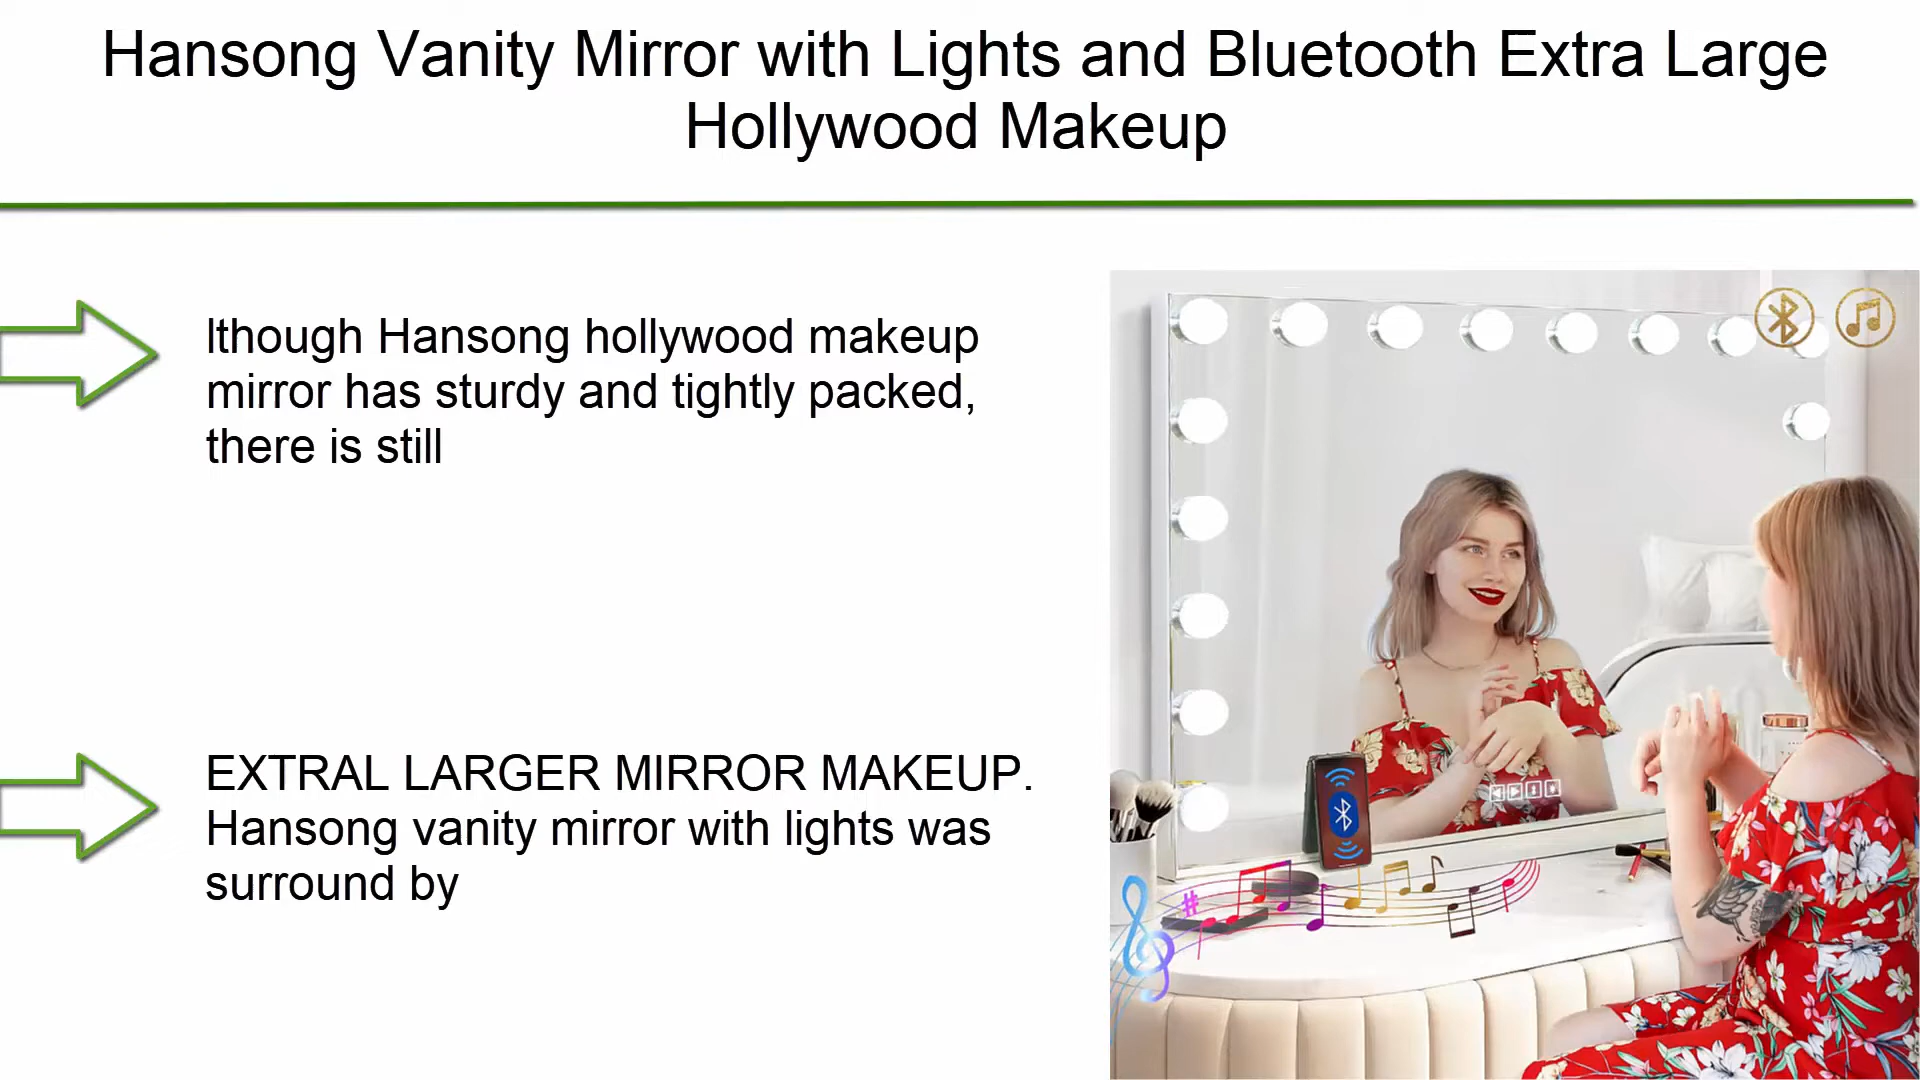 Hansong Vanity Mirror with Lights and Bluetooth Extra Large
Hollywood Makeup
lthough Hansong hollywood makeup
mirror has sturdy and tightly packed,
there is still
EXTRAL LARGER MIRROR MAKEUP.
Hansong vanity mirror with lights was
surround by